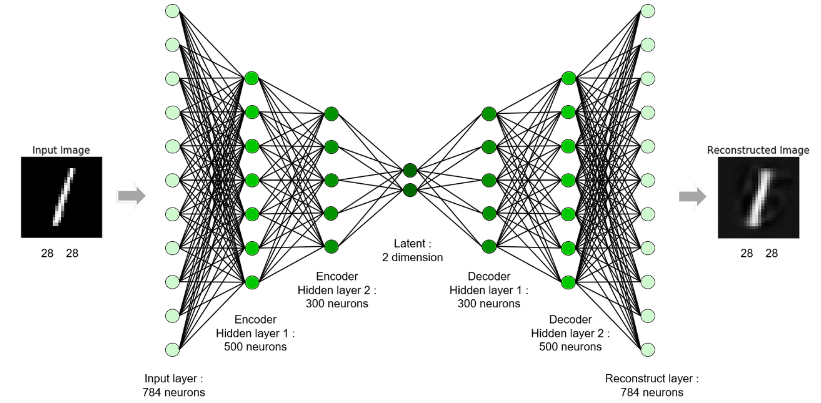 Input Image
28 28
Input layer :
784 neurons
Encoder
Hidden layer 1 :
500 neurons
Encoder
Hidden layer 2 :
300 neurons
Latent :
2 dimension
Decoder
Hidden layer 1 :
300 neurons
Decoder
Hidden layer 2 :
500 neurons
Reconstruct layer :
784 neurons
Reconstructed Image
28 28